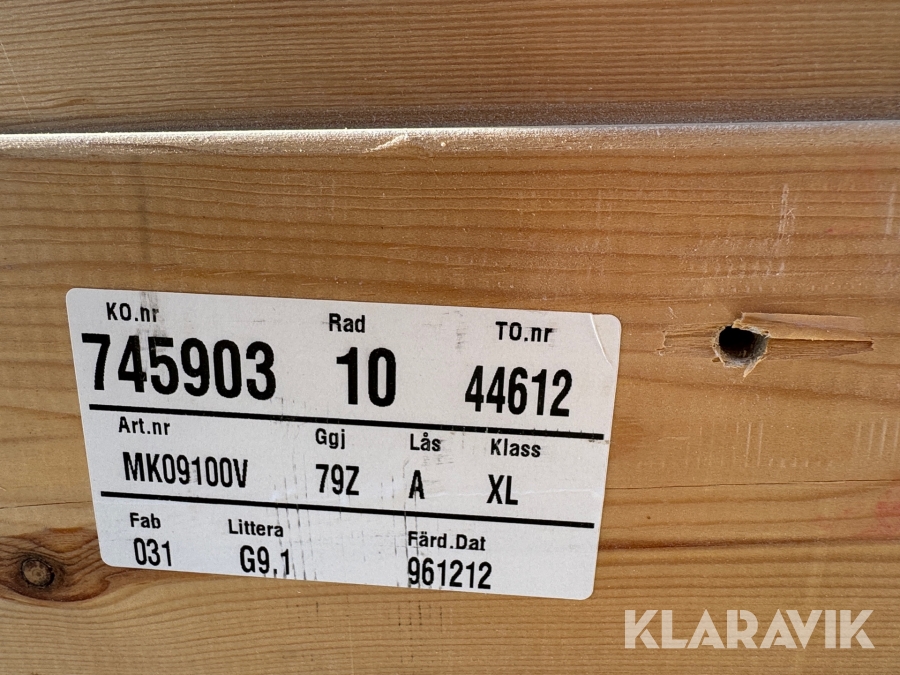 KO.nr Rad TO.nr
745903 10 44612
Art.nr Ggj Lås Klass
MK09100V 79Z A XL
Fab Littera Färd.Dat
031 G9.1 961212
KLARAVIK